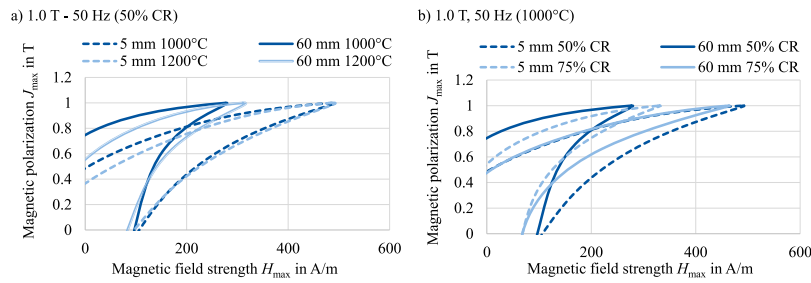 a) 1.0 T - 50 Hz (50% CR)
5 mm 1000°C
60 mm 1000°C
5 mm 1200°C
60 mm 1200°C
Magnetic polarization Jmax in T
1.2
1
0.8
0.6
0.4
0.2
0
0
200
400
600
Magnetic field strength Hmax in A/m
b) 1.0 T, 50 Hz (1000°C)
5 mm 50% CR
60 mm 50% CR
5 mm 75% CR
60 mm 75% CR
Magnetic polarization Jmax in T
1.2
1
0.8
0.6
0.4
0.2
0
0
200
400
600
Magnetic field strength Hmax in A/m